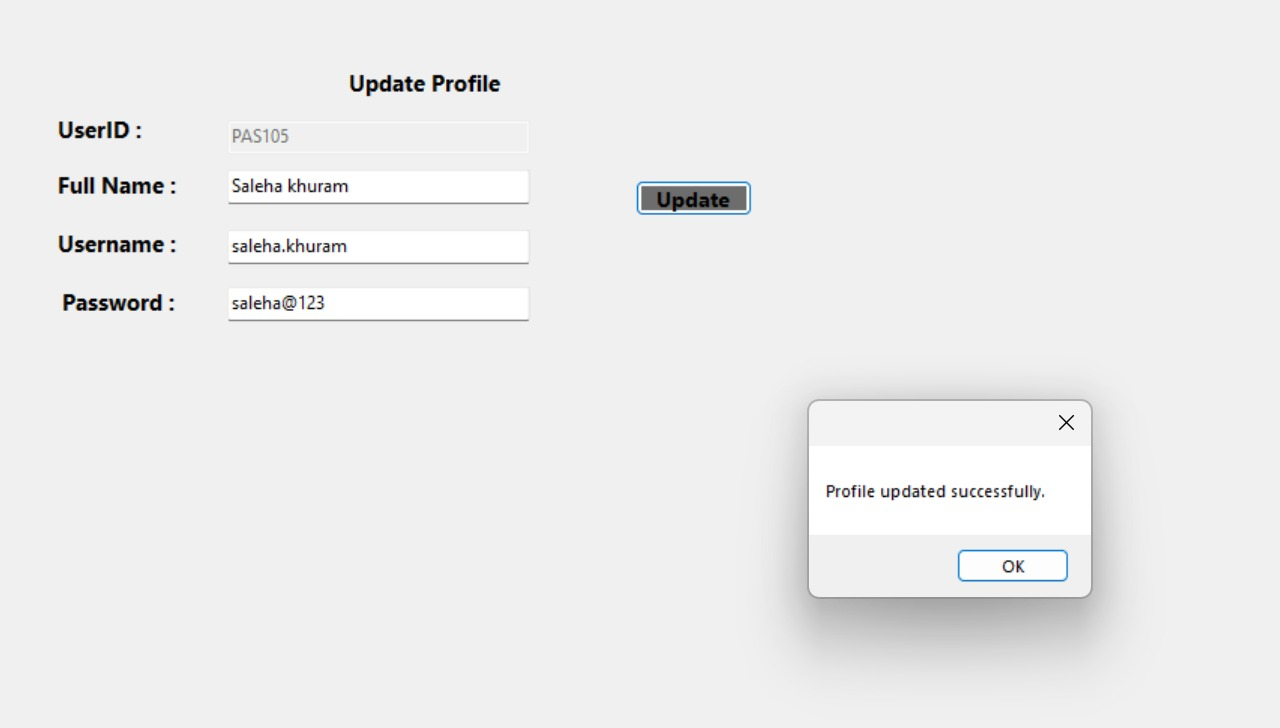 Update Profile
UserID : PAS105
Full Name : Saleha khuram
Update
Username : saleha.khuram
Password : saleha@123
Profile updated successfully.
OK